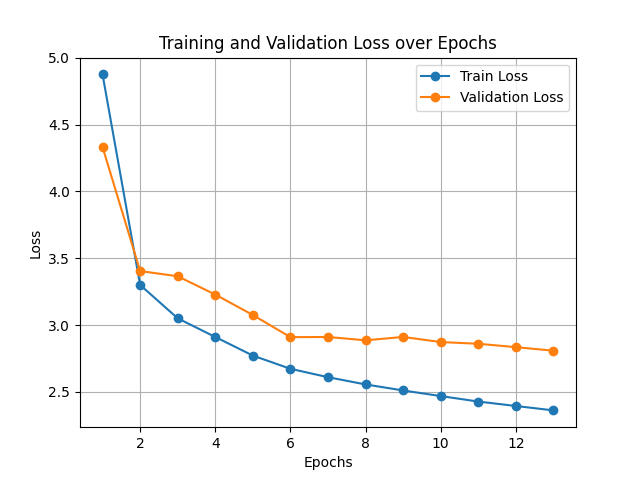 Training and Validation Loss over Epochs
Train Loss
Validation Loss
5.0
4.5
4.0
3.5
3.0
2.5
Loss
2 4 6 8 10 12
Epochs